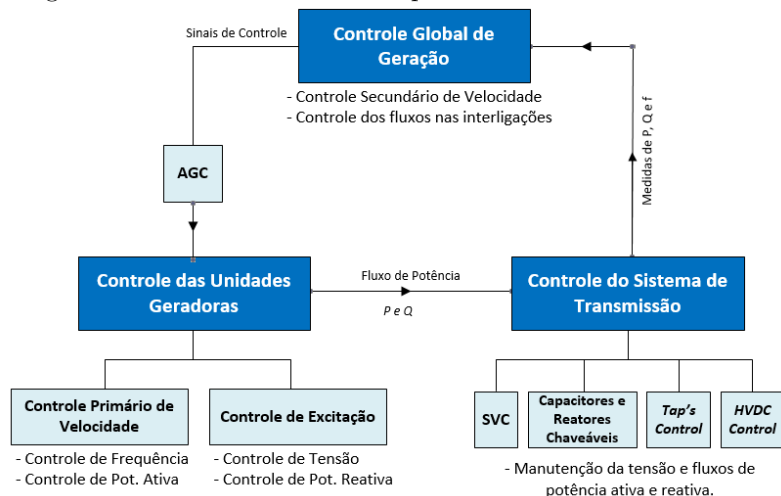 Sinais de Controle
Controle Global de
Geração
- Controle Secundário de Velocidade
- Controle dos fluxos nas interligações
Medidas de P, Q e f
AGC
Controle das Unidades
Geradoras
Fluxo de Potência
P e Q
Controle do Sistema de
Transmissão
Controle Primário de
Velocidade
Controle de Excitação
SVC
Capacitores e
Reatores
Chaveáveis
Tap's
Control
HVDC
Control
- Controle de Frequência
- Controle de Pot. Ativa
- Controle de Tensão
- Controle de Pot. Reativa
- Manutenção da tensão e fluxos de
potência ativa e reativa.